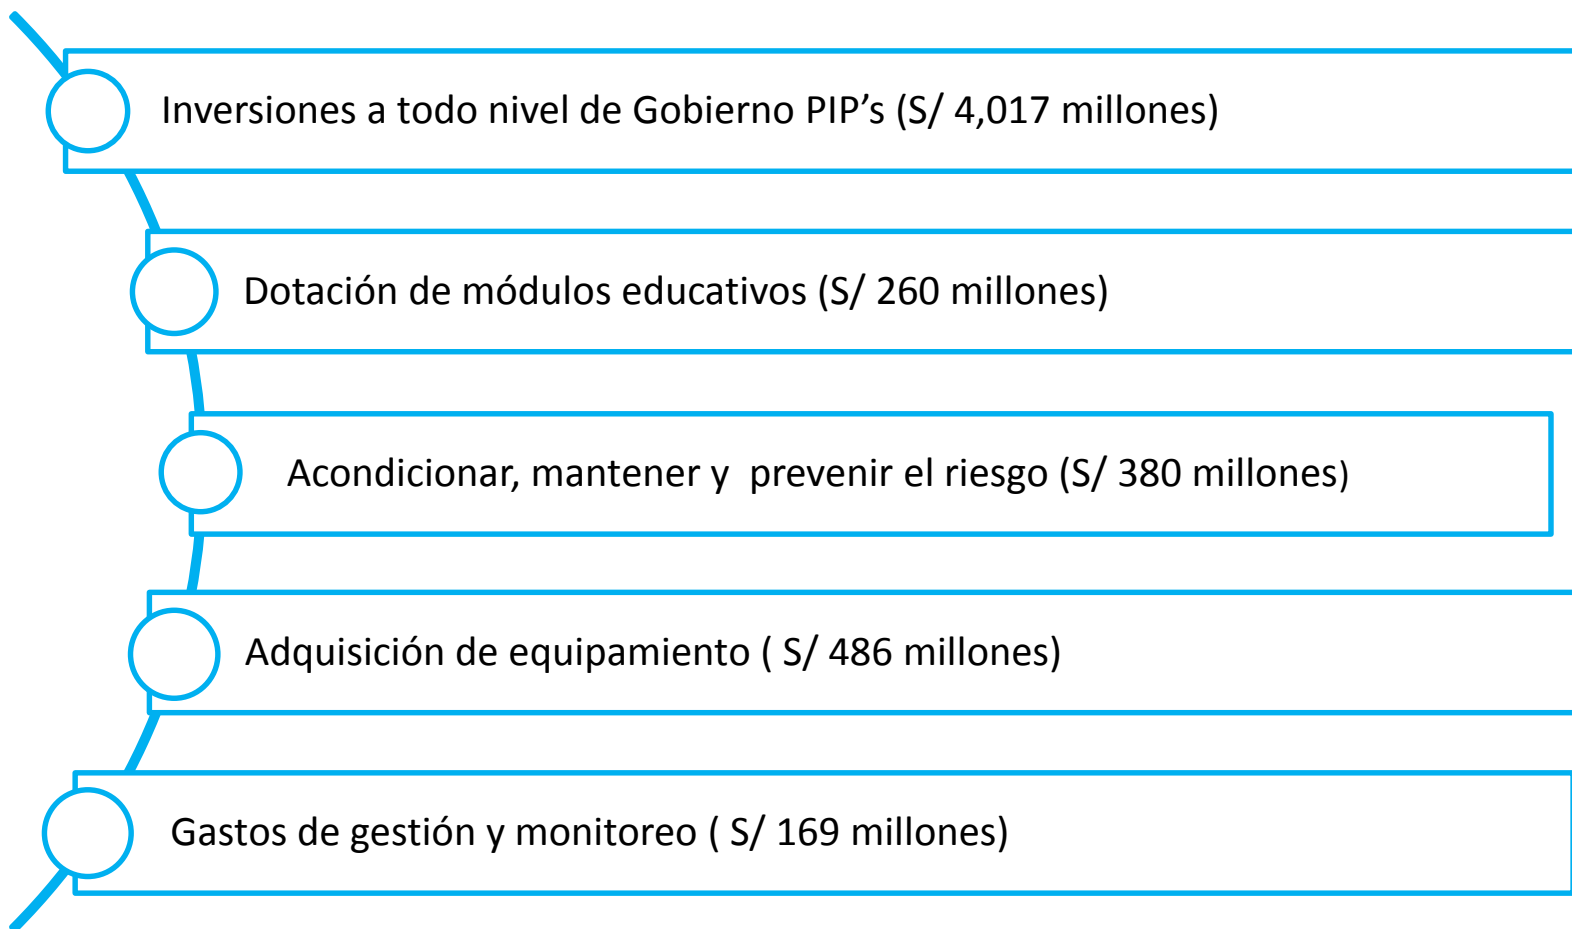 Inversiones a todo nivel de Gobierno PIP’s (S/ 4,017 millones)
Dotación de módulos educativos (S/ 260 millones)
Acondicionar, mantener y  prevenir el riesgo (S/ 380 millones)
Adquisición de equipamiento ( S/ 486 millones)
Gastos de gestión y monitoreo ( S/ 169 millones)